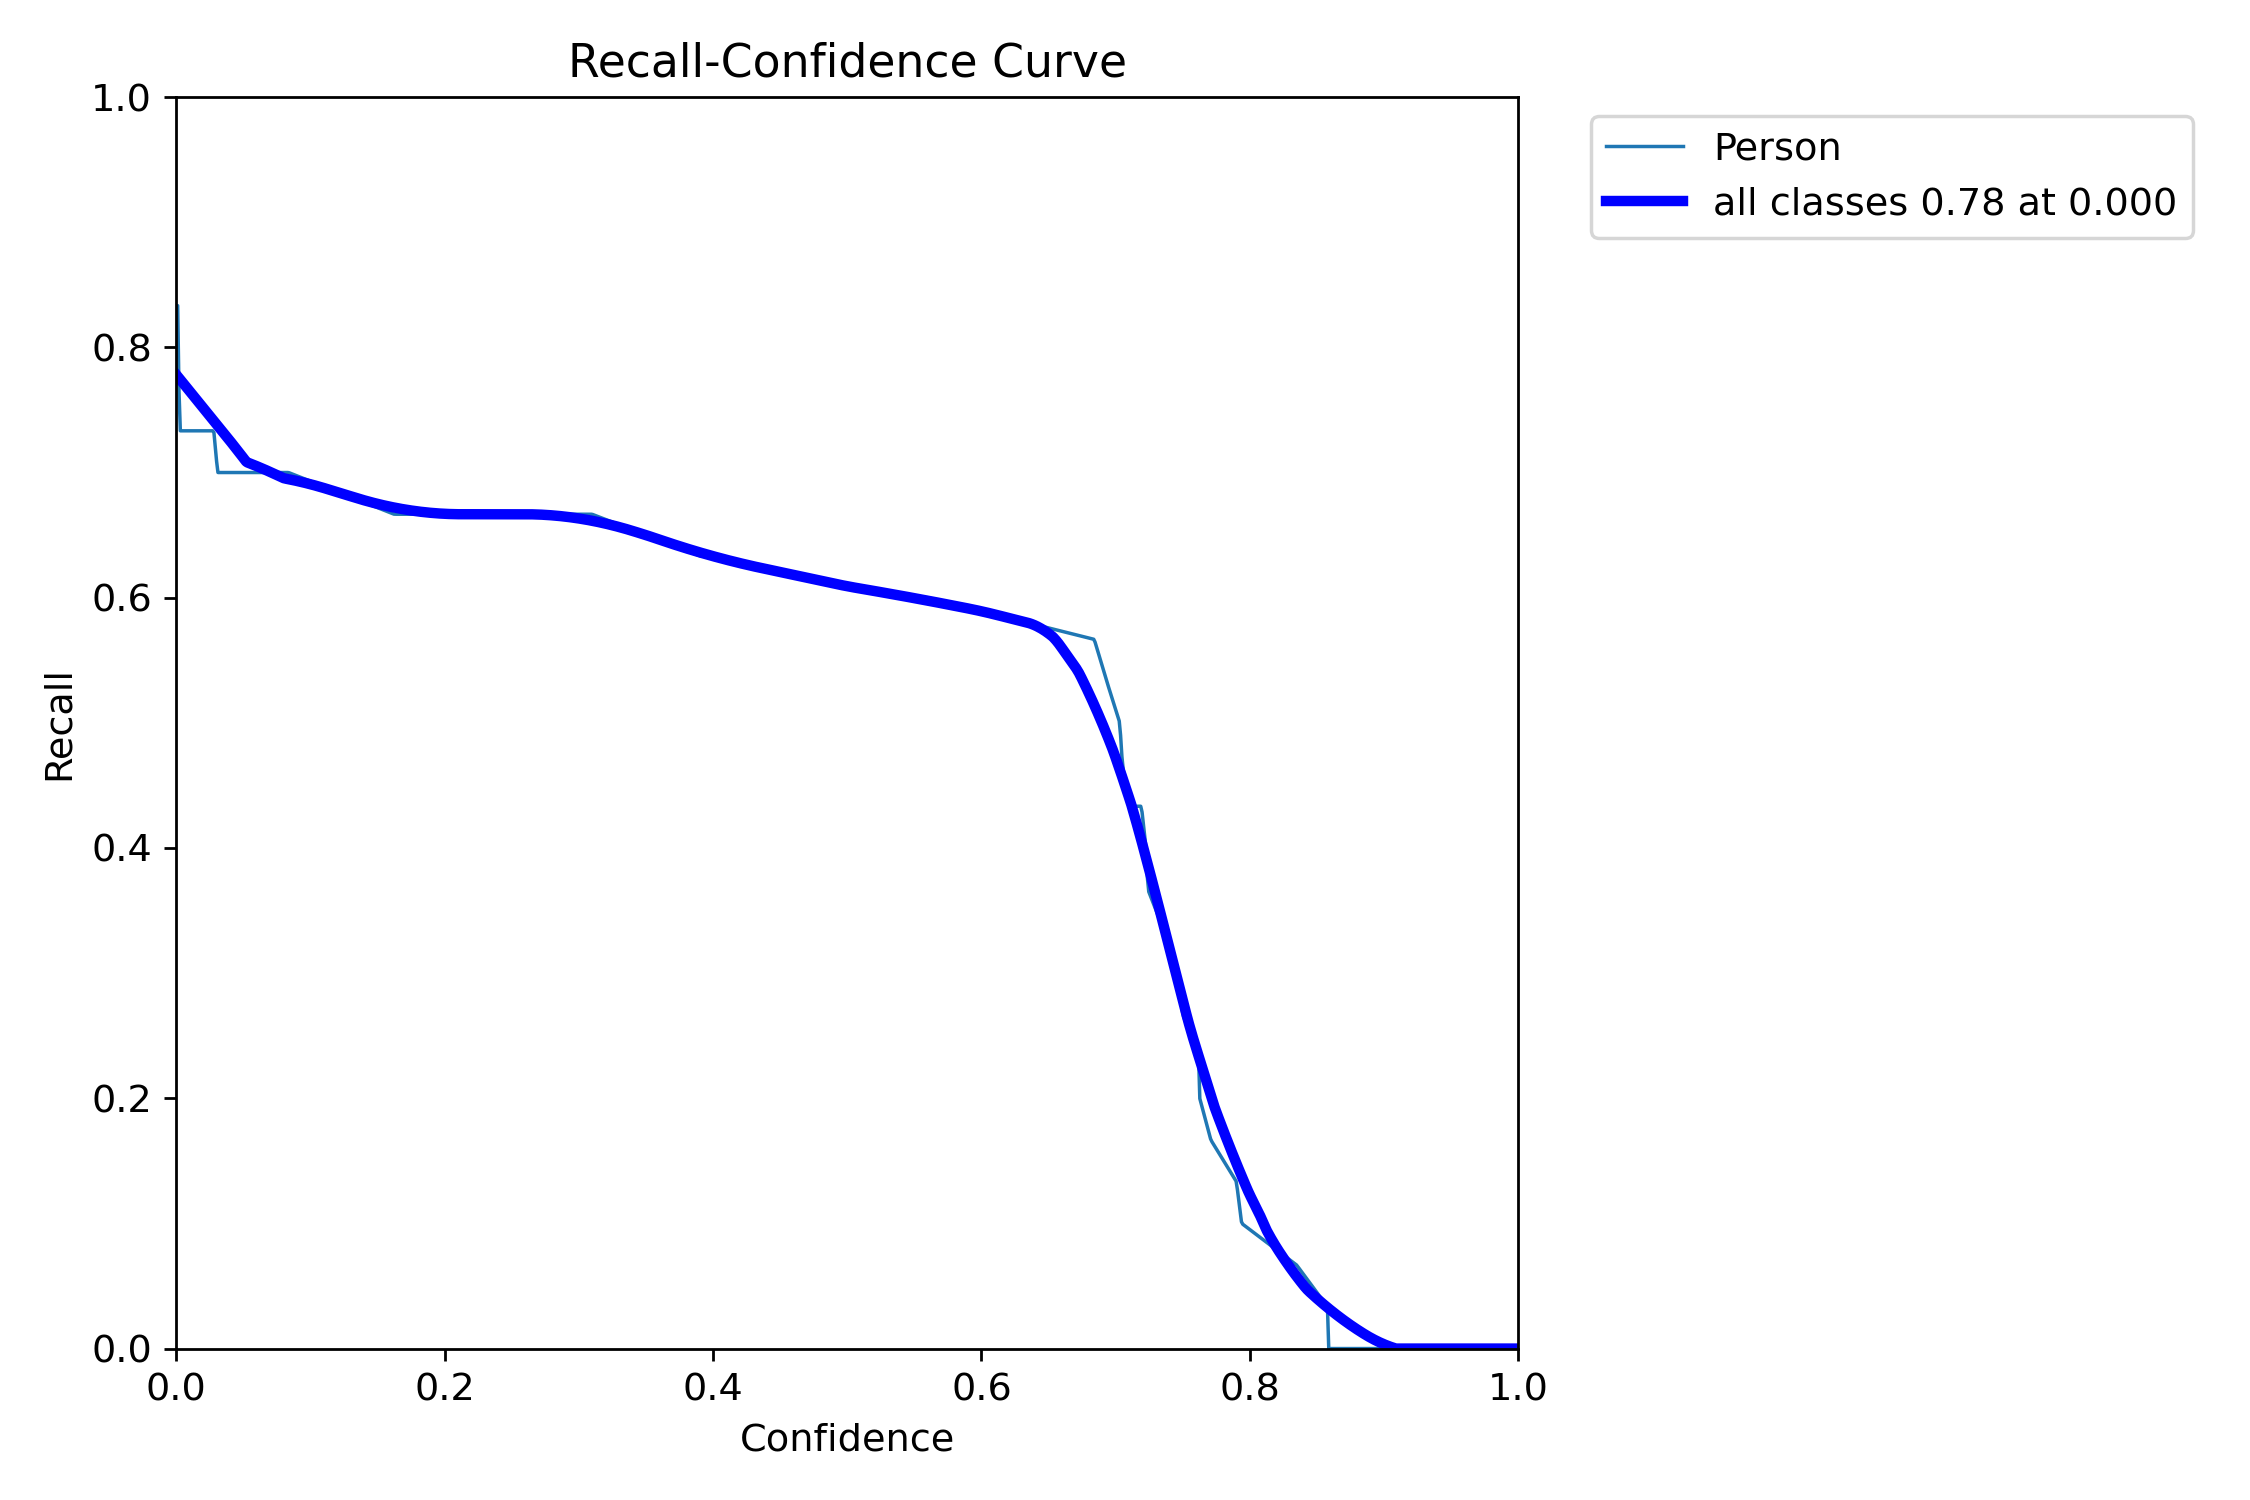 Recall-Confidence Curve
1.0
0.8
0.6
0.4
0.2
0.0
Recall
0.0 0.2 0.4 0.6 0.8 1.0
Confidence
Person
all classes 0.78 at 0.000